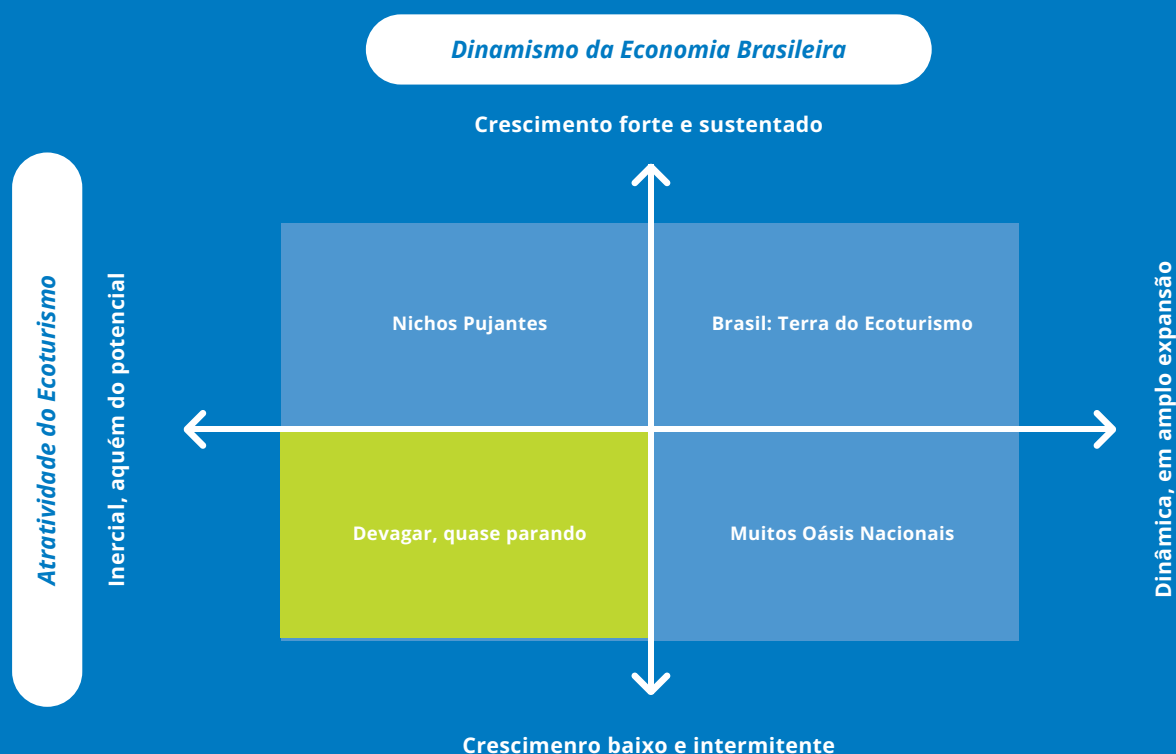 Dinamismo da Economia Brasileira
Crescimento forte e sustentado
Atratividade do Ecoturismo
Inercial, aquém do potencial
Nichos Pujantes
Brasil: Terra do Ecoturismo
Dinâmica, em amplo expansão
Devagar, quase parando
Muitos Oásis Nacionais
Crescimenro baixo e intermitente